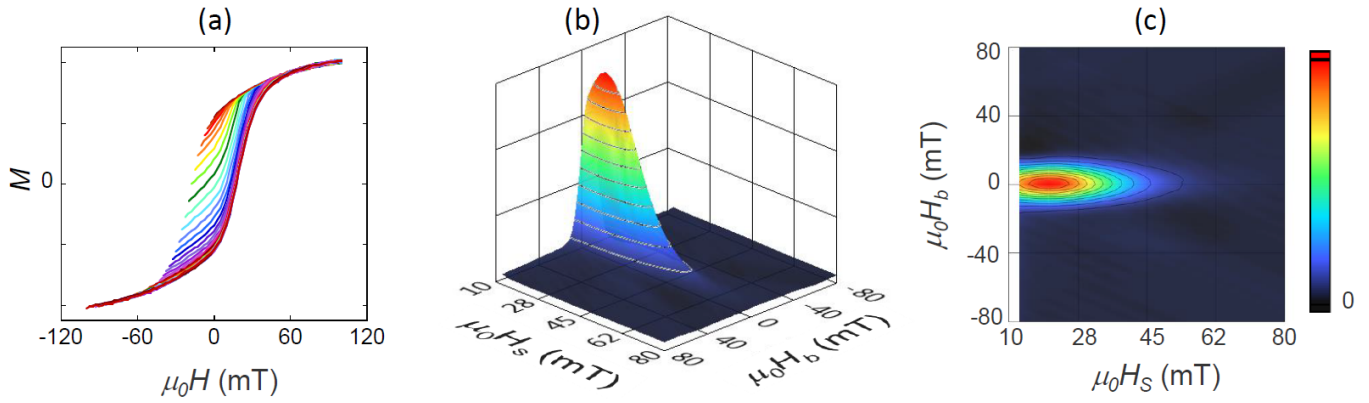 (a)
M
0
-120 -60 0 60 120
μ0H (mT)
(b)
10 28 45 62 80
μ0Hs (mT)
80 40 0 -40 -80
μ0Hb (mT)
(c)
80
40
0
-40
-80
μ0Hb (mT)
10 28 45 62 80
μ0HS (mT)
0